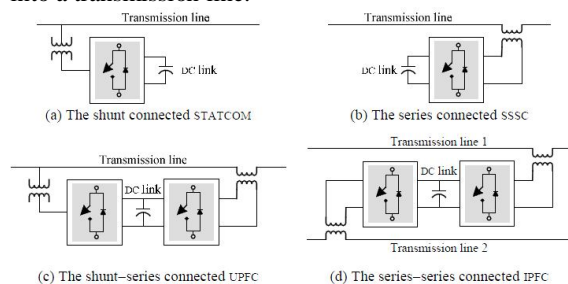 into a transmission line.
Transmission line
DC link
(a) The shunt connected STATCOM
Transmission line
DC link
(b) The series connected SSSC
Transmission line
DC link
(c) The shunt–series connected UPFC
Transmission line 1
DC link
Transmission line 2
(d) The series–series connected IPFC